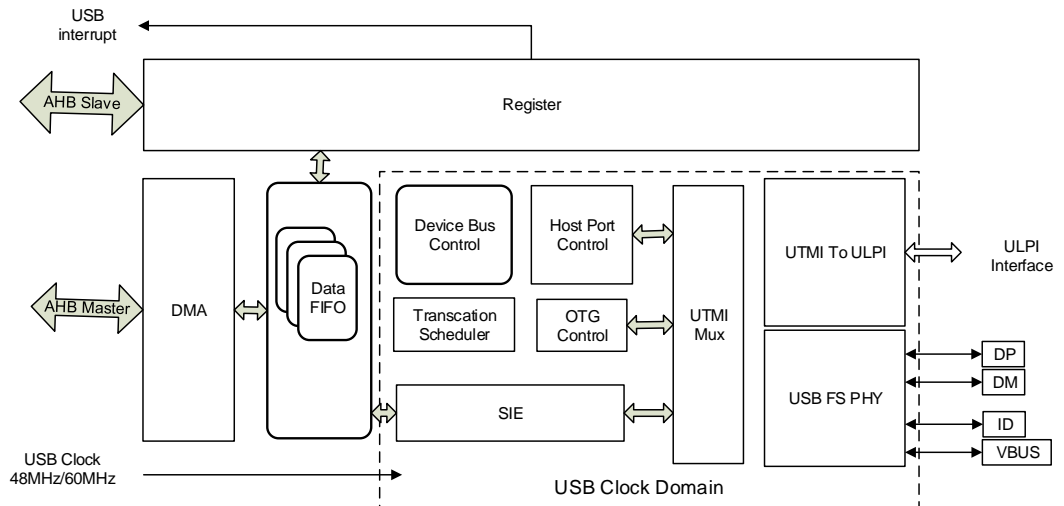 USB
interrupt
AHB Slave
Register
Device Bus
Control
Host Port
Control
UTMI To ULPI
ULPI
Interface
AHB Master
DMA
Data
FIFO
Transcation
Scheduler
OTG
Control
UTMI
Mux
DP
DM
USB FS PHY
SIE
ID
VBUS
USB Clock
48MHz/60MHz
USB Clock Domain